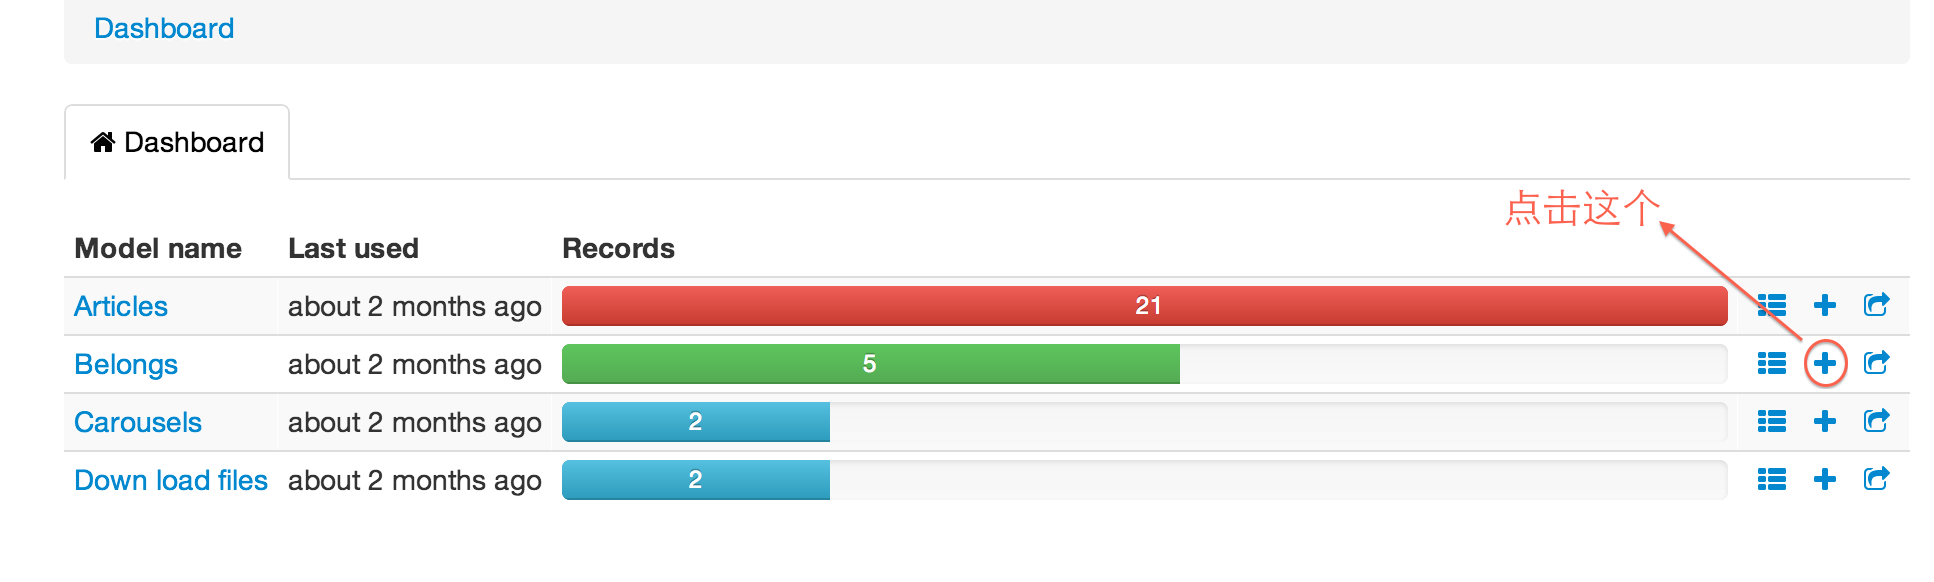 Dashboard
Dashboard
点击这个
Model name Last used Records
Articles about 2 months ago 21
Belongs about 2 months ago 5
Carousels about 2 months ago 2
Down load files about 2 months ago 2